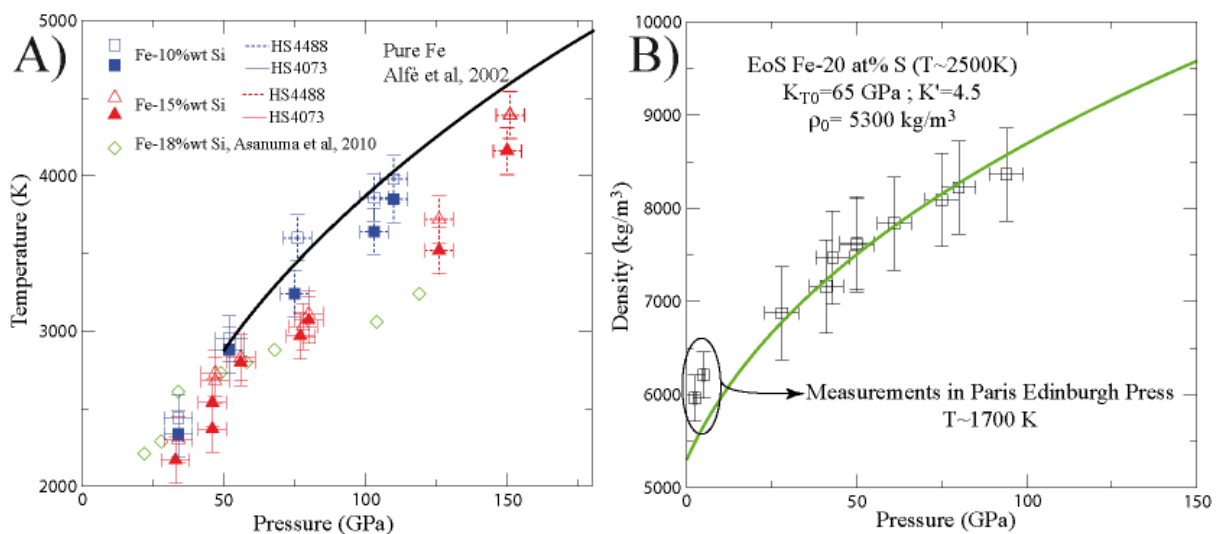 A)
Fe-10%wt Si
HS4488
HS4073
Fe-15%wt Si
HS4488
HS4073
Fe-18%wt Si, Asanuma et al, 2010
Pure Fe
Alfè et al, 2002
5000
4000
3000
2000
Temperature (K)
0
50
100
150
Pressure (GPa)
B)
EoS Fe-20 at% S (T~2500K)
K_T0=65 GPa ; K'=4.5
ρ₀= 5300 kg/m³
Measurements in Paris Edinburgh Press
T~1700 K
10000
9000
8000
7000
6000
5000
Density (kg/m³)
0
50
100
150
Pressure (GPa)